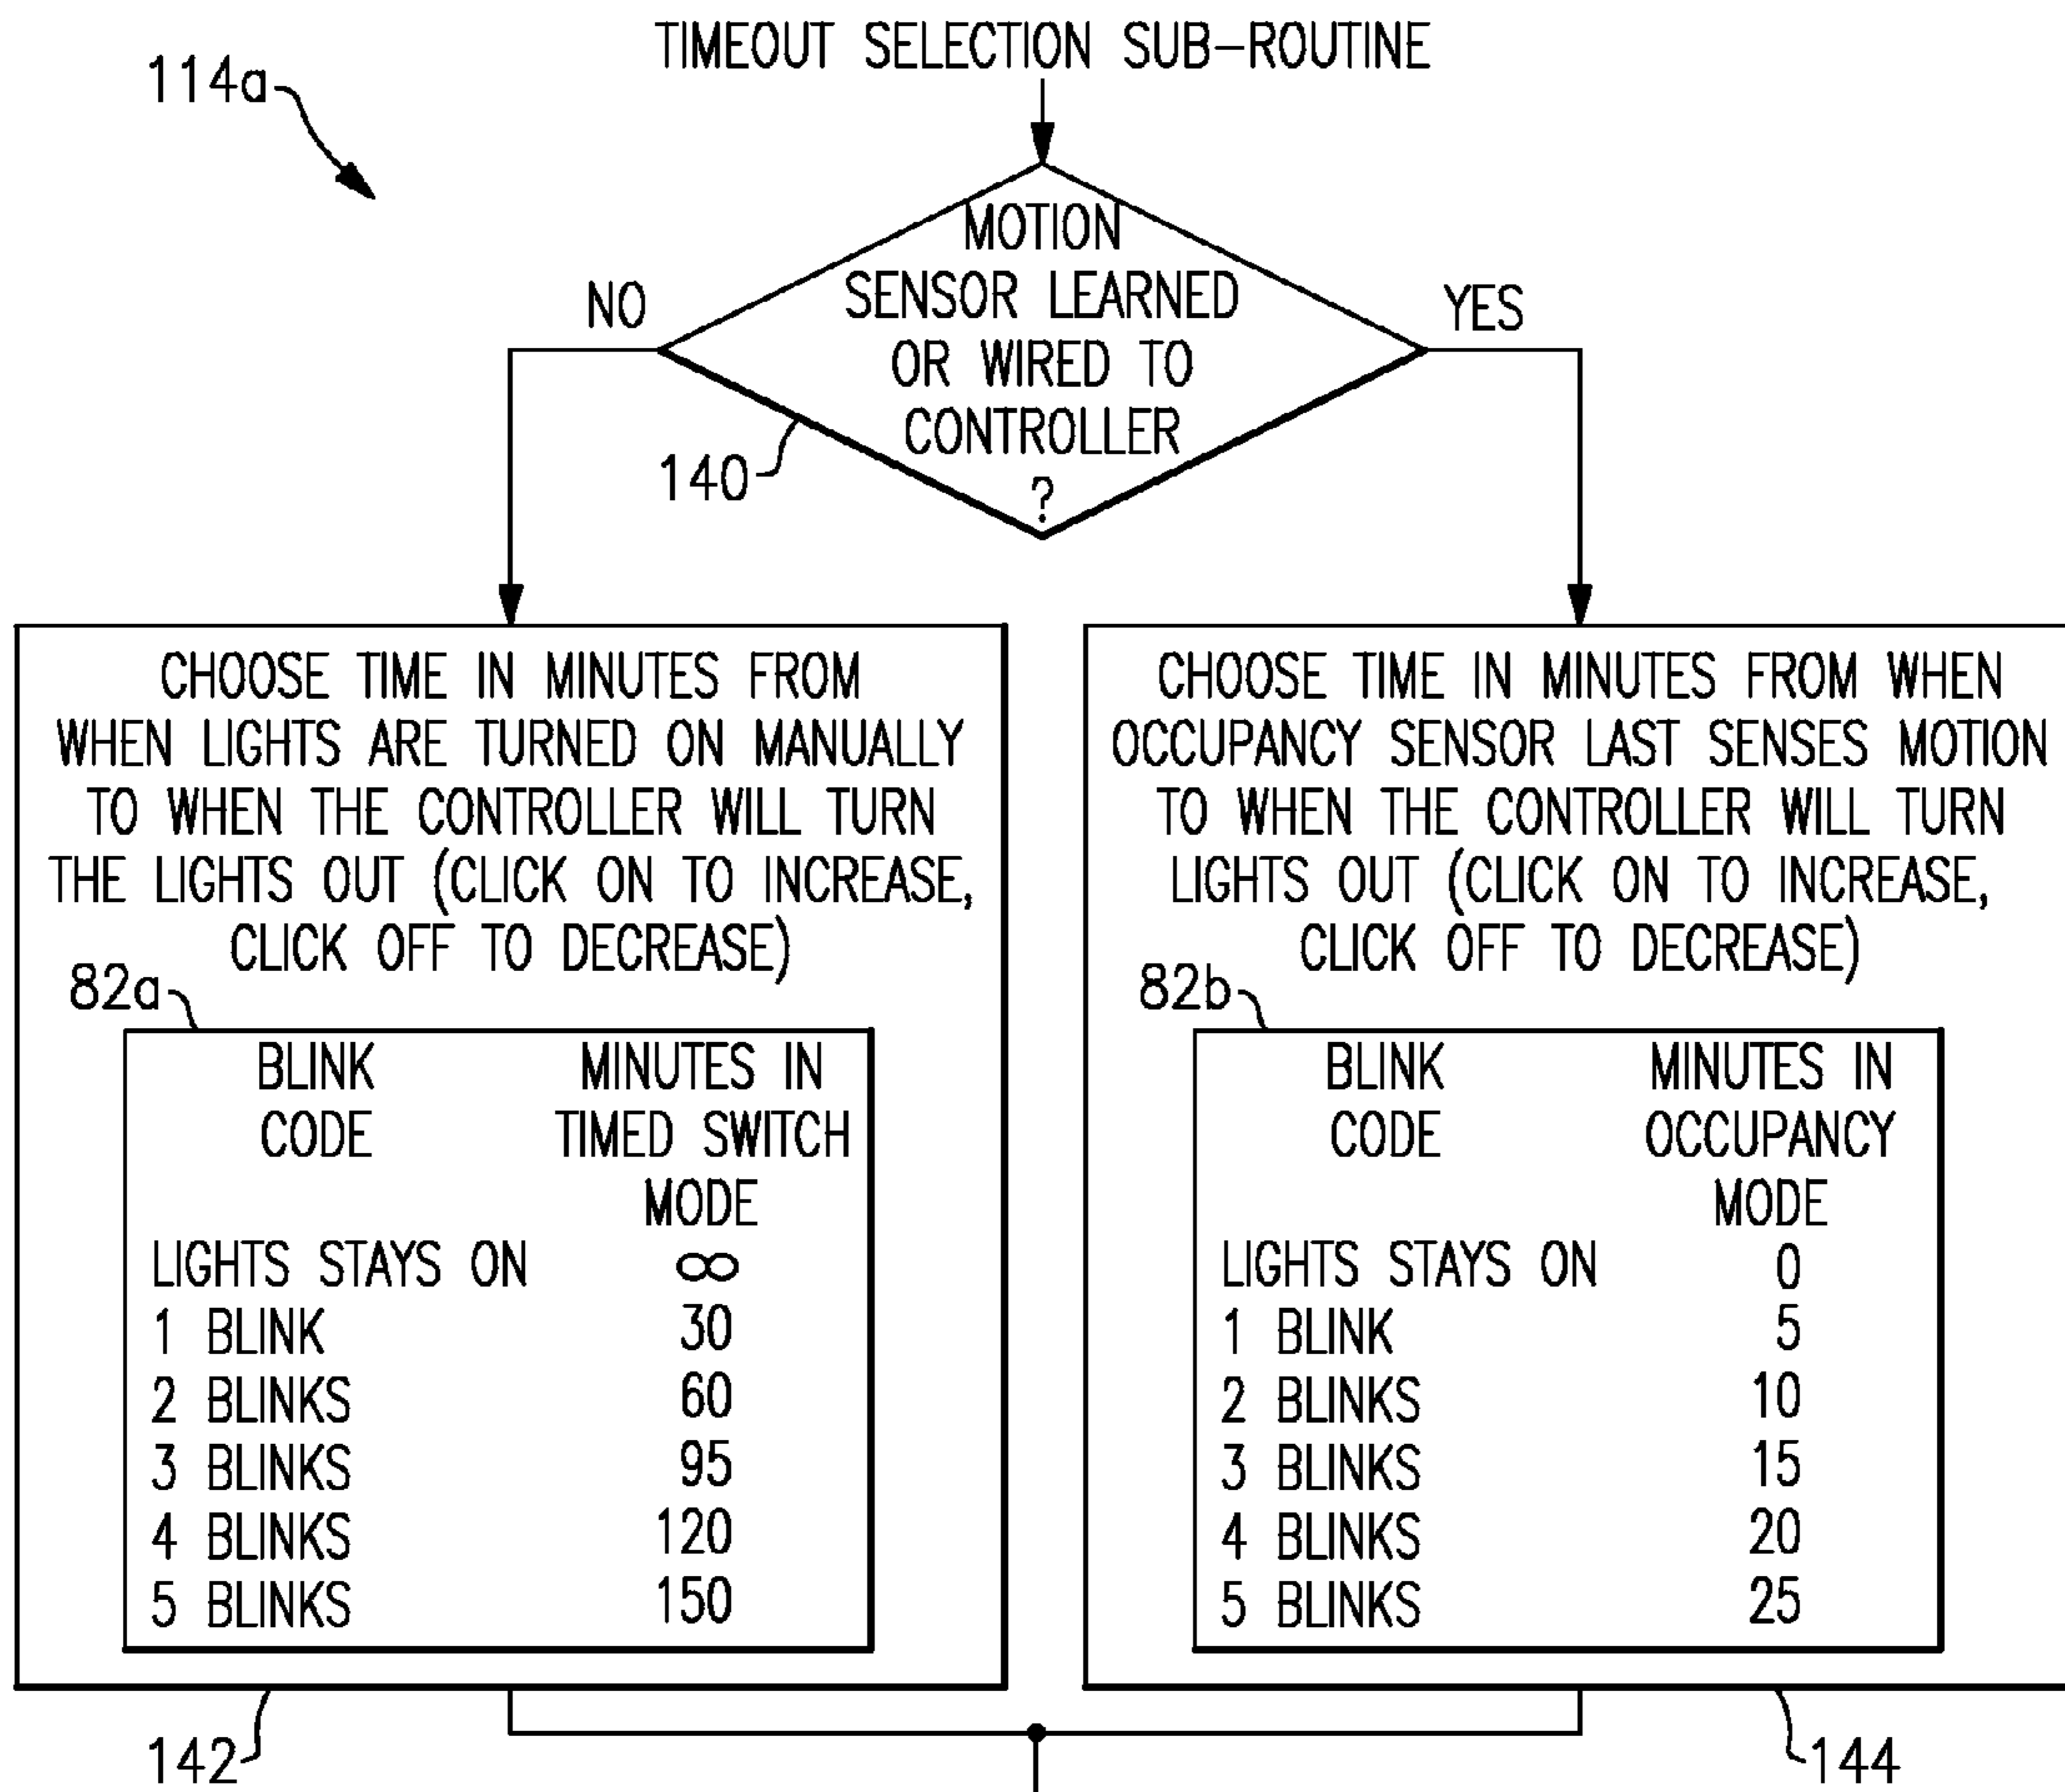 TIMEOUT SELECTION SUB-ROUTINE
114a
MOTION
SENSOR LEARNED
OR WIRED TO
CONTROLLER
?
NO
YES
140
CHOOSE TIME IN MINUTES FROM
WHEN LIGHTS ARE TURNED ON MANUALLY
TO WHEN THE CONTROLLER WILL TURN
THE LIGHTS OUT (CLICK ON TO INCREASE,
CLICK OFF TO DECREASE)
82a
BLINK CODE MINUTES IN TIMED SWITCH MODE
LIGHTS STAYS ON ∞
1 BLINK 30
2 BLINKS 60
3 BLINKS 95
4 BLINKS 120
5 BLINKS 150
142
CHOOSE TIME IN MINUTES FROM WHEN
OCCUPANCY SENSOR LAST SENSES MOTION
TO WHEN THE CONTROLLER WILL TURN
LIGHTS OUT (CLICK ON TO INCREASE,
CLICK OFF TO DECREASE)
82b
BLINK CODE MINUTES IN OCCUPANCY MODE
LIGHTS STAYS ON 0
1 BLINK 5
2 BLINKS 10
3 BLINKS 15
4 BLINKS 20
5 BLINKS 25
144